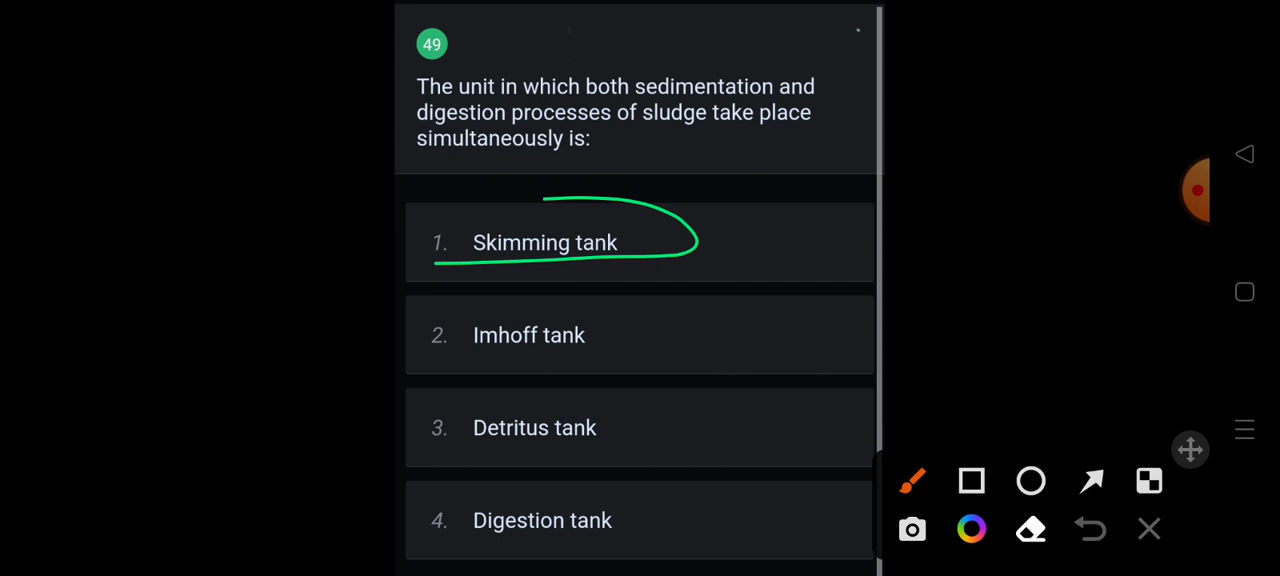 49
The unit in which both sedimentation and
digestion processes of sludge take place
simultaneously is:
1. Skimming tank
2. Imhoff tank
3. Detritus tank
4. Digestion tank